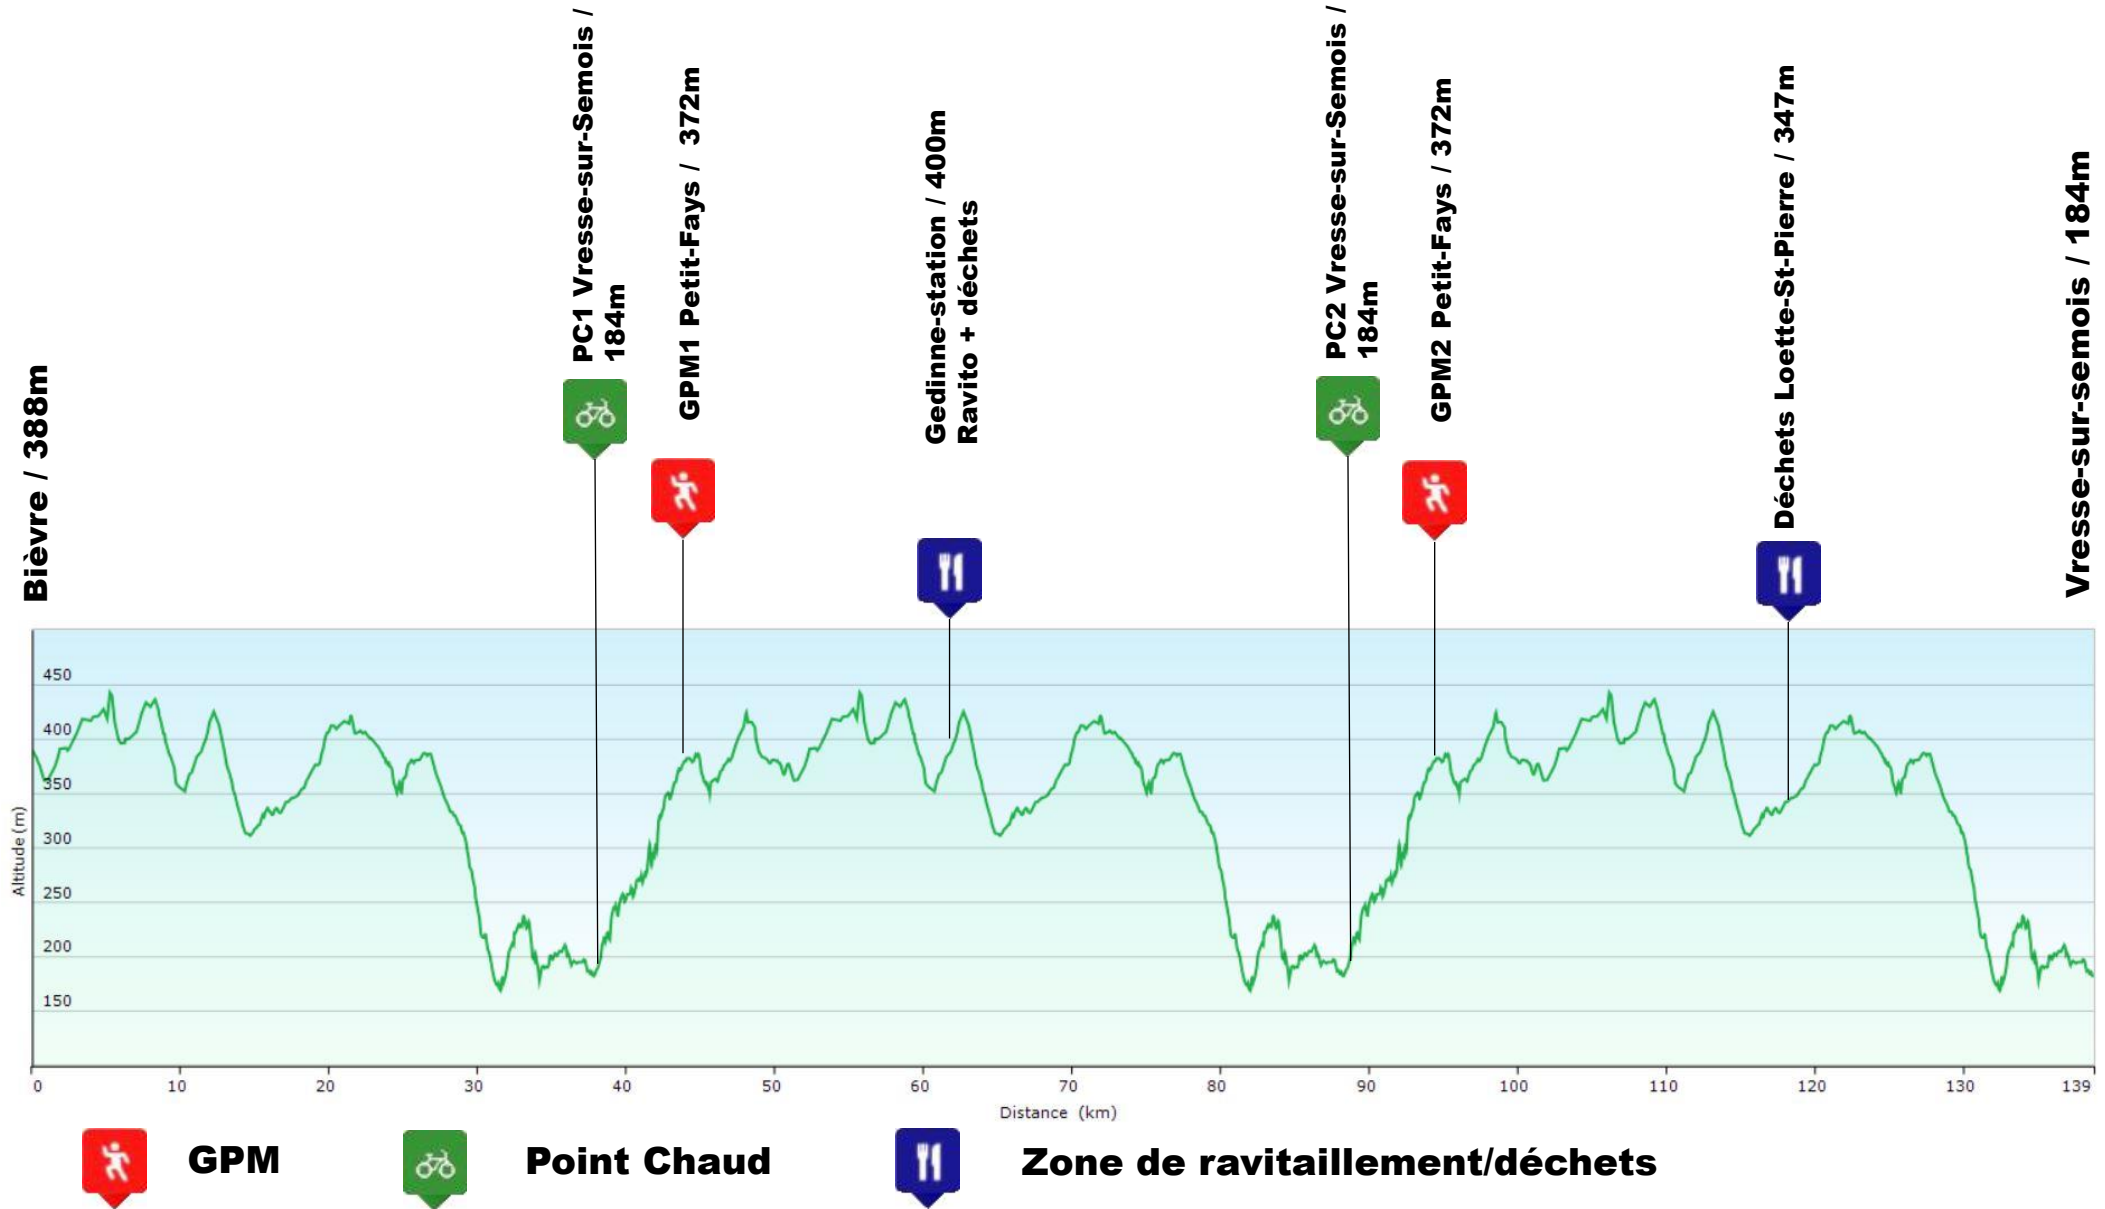 Bièvre / 388m
PC1 Vresse-sur-Semois /
184m
GPM1 Petit-Fays / 372m
Gedinne-station / 400m
Ravito + déchets
PC2 Vresse-sur-Semois /
184m
GPM2 Petit-Fays / 372m
Déchets Loette-St-Pierre / 347m
Vresse-sur-semois / 184m
450
400
350
300
250
200
150
Altitude (m)
0 10 20 30 40 50 60 70 80 90 100 110 120 130 139
Distance (km)
GPM
Point Chaud
Zone de ravitaillement/déchets